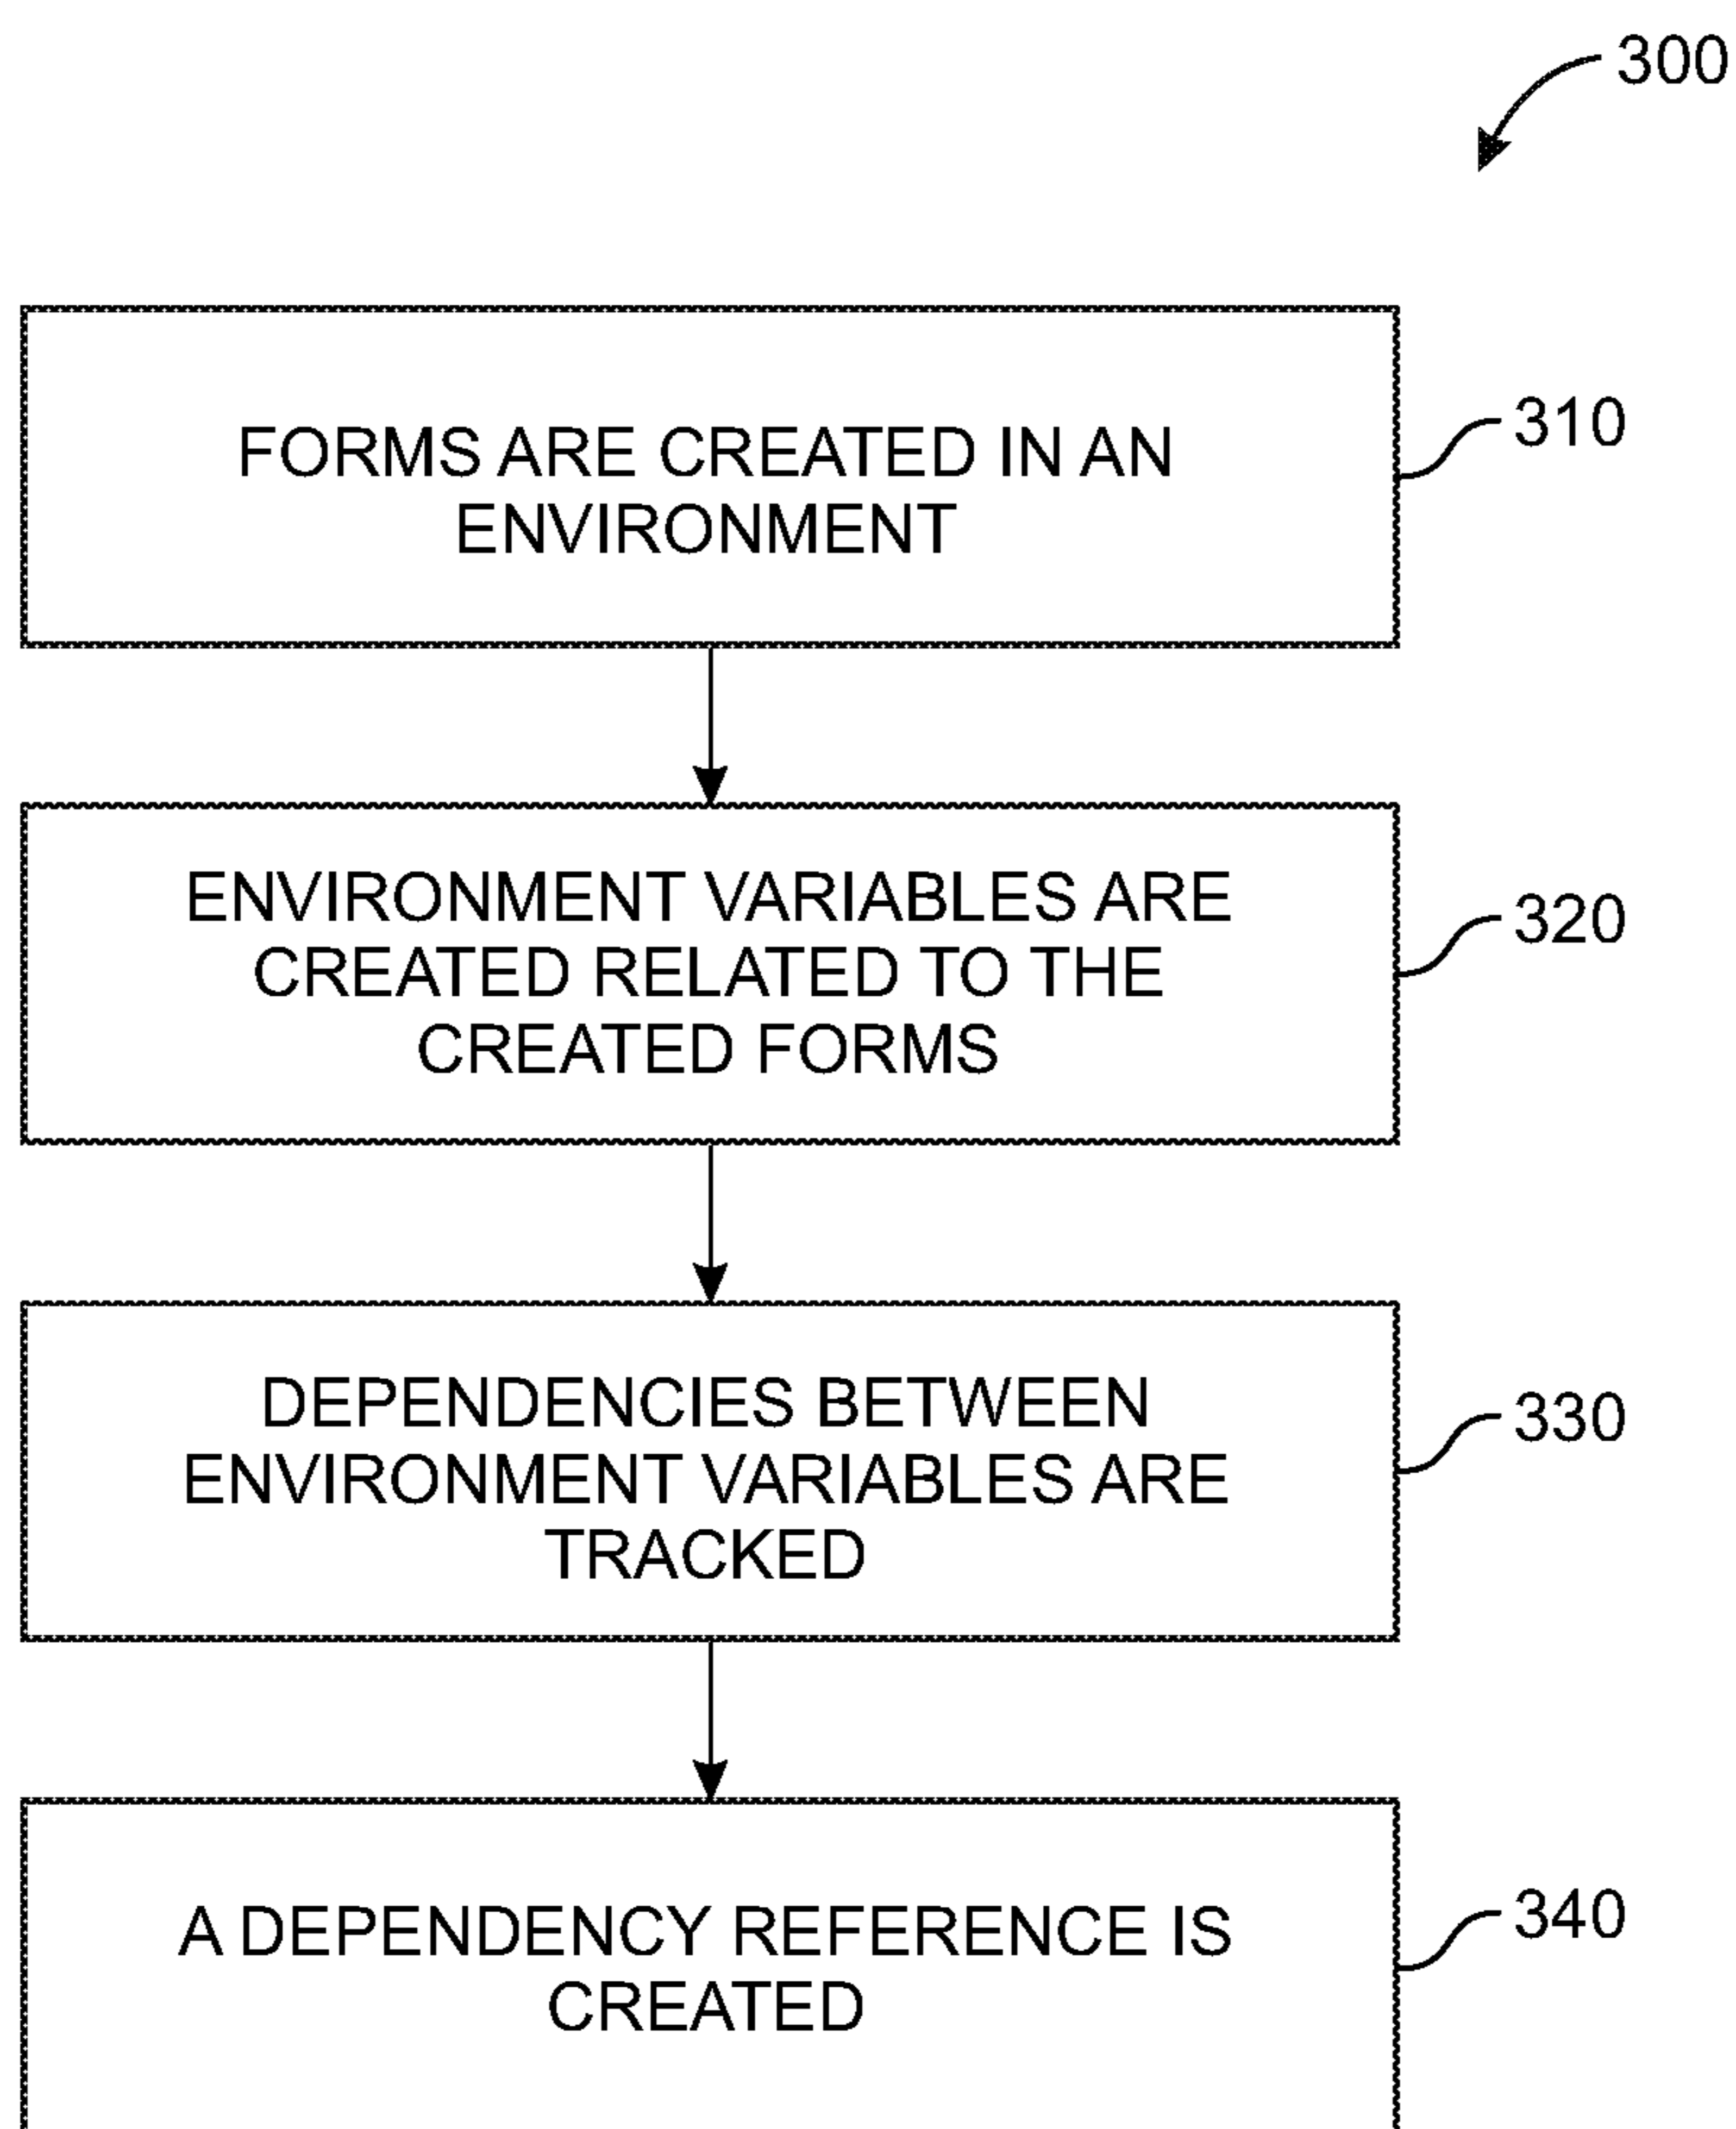 300
FORMS ARE CREATED IN AN
ENVIRONMENT
310
ENVIRONMENT VARIABLES ARE
CREATED RELATED TO THE
CREATED FORMS
320
DEPENDENCIES BETWEEN
ENVIRONMENT VARIABLES ARE
TRACKED
330
A DEPENDENCY REFERENCE IS
CREATED
340